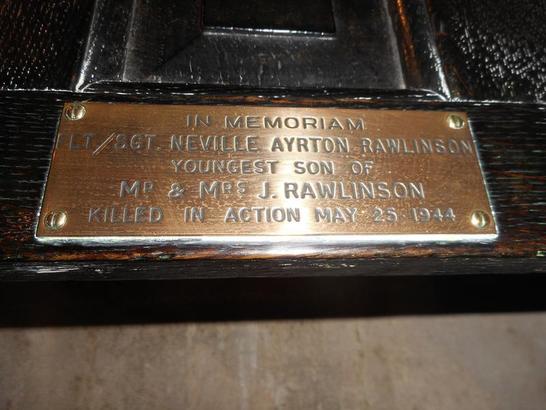 IN MEMORIAM
FLT/SGT. NEVILLE AYRTON RAWLINSON
YOUNGEST SON OF
MR & MRS J. RAWLINSON
KILLED IN ACTION MAY 25 1944